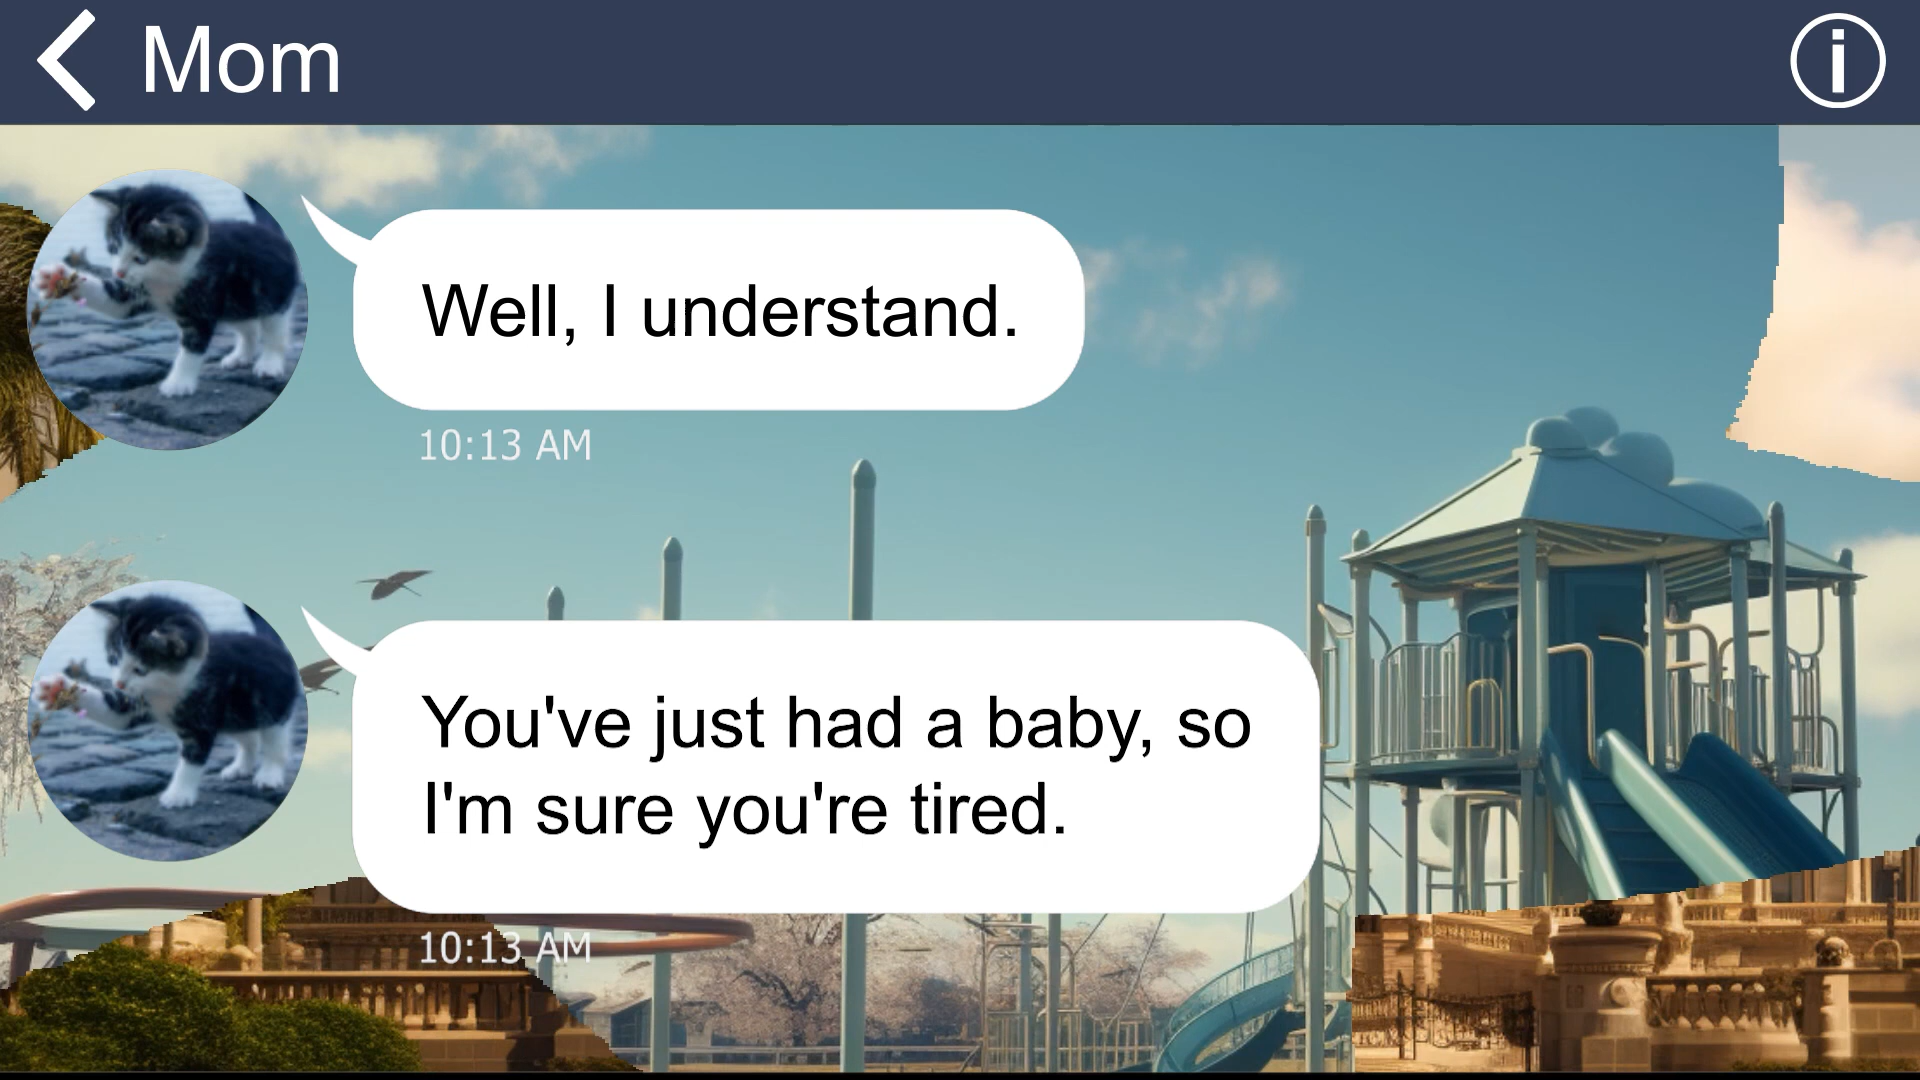 Mom
Well, I understand.
10:13 AM
You've just had a baby, so
I'm sure you're tired.
10:13 AM